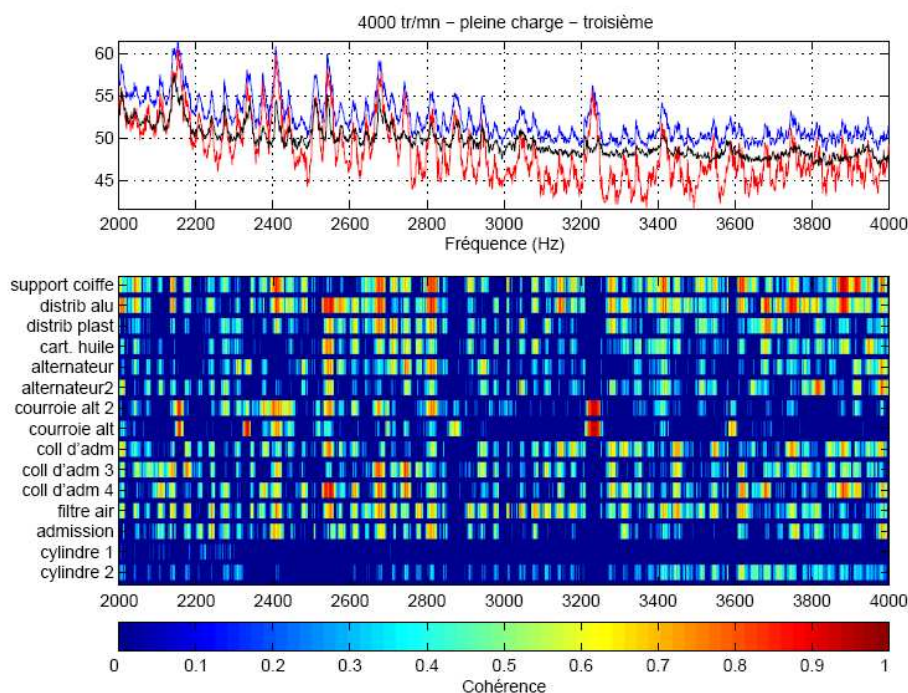 4000 tr/mn − pleine charge − troisième
60
55
50
45
2000 2200 2400 2600 2800 3000 3200 3400 3600 3800 4000
Fréquence (Hz)
support coiffe
distrib alu
distrib plast
cart. huile
alternateur
alternateur2
courroie alt 2
courroie alt
coll d'adm
coll d'adm 3
coll d'adm 4
filtre air
admission
cylindre 1
cylindre 2
2000 2200 2400 2600 2800 3000 3200 3400 3600 3800 4000
0 0.1 0.2 0.3 0.4 0.5 0.6 0.7 0.8 0.9 1
Cohérence